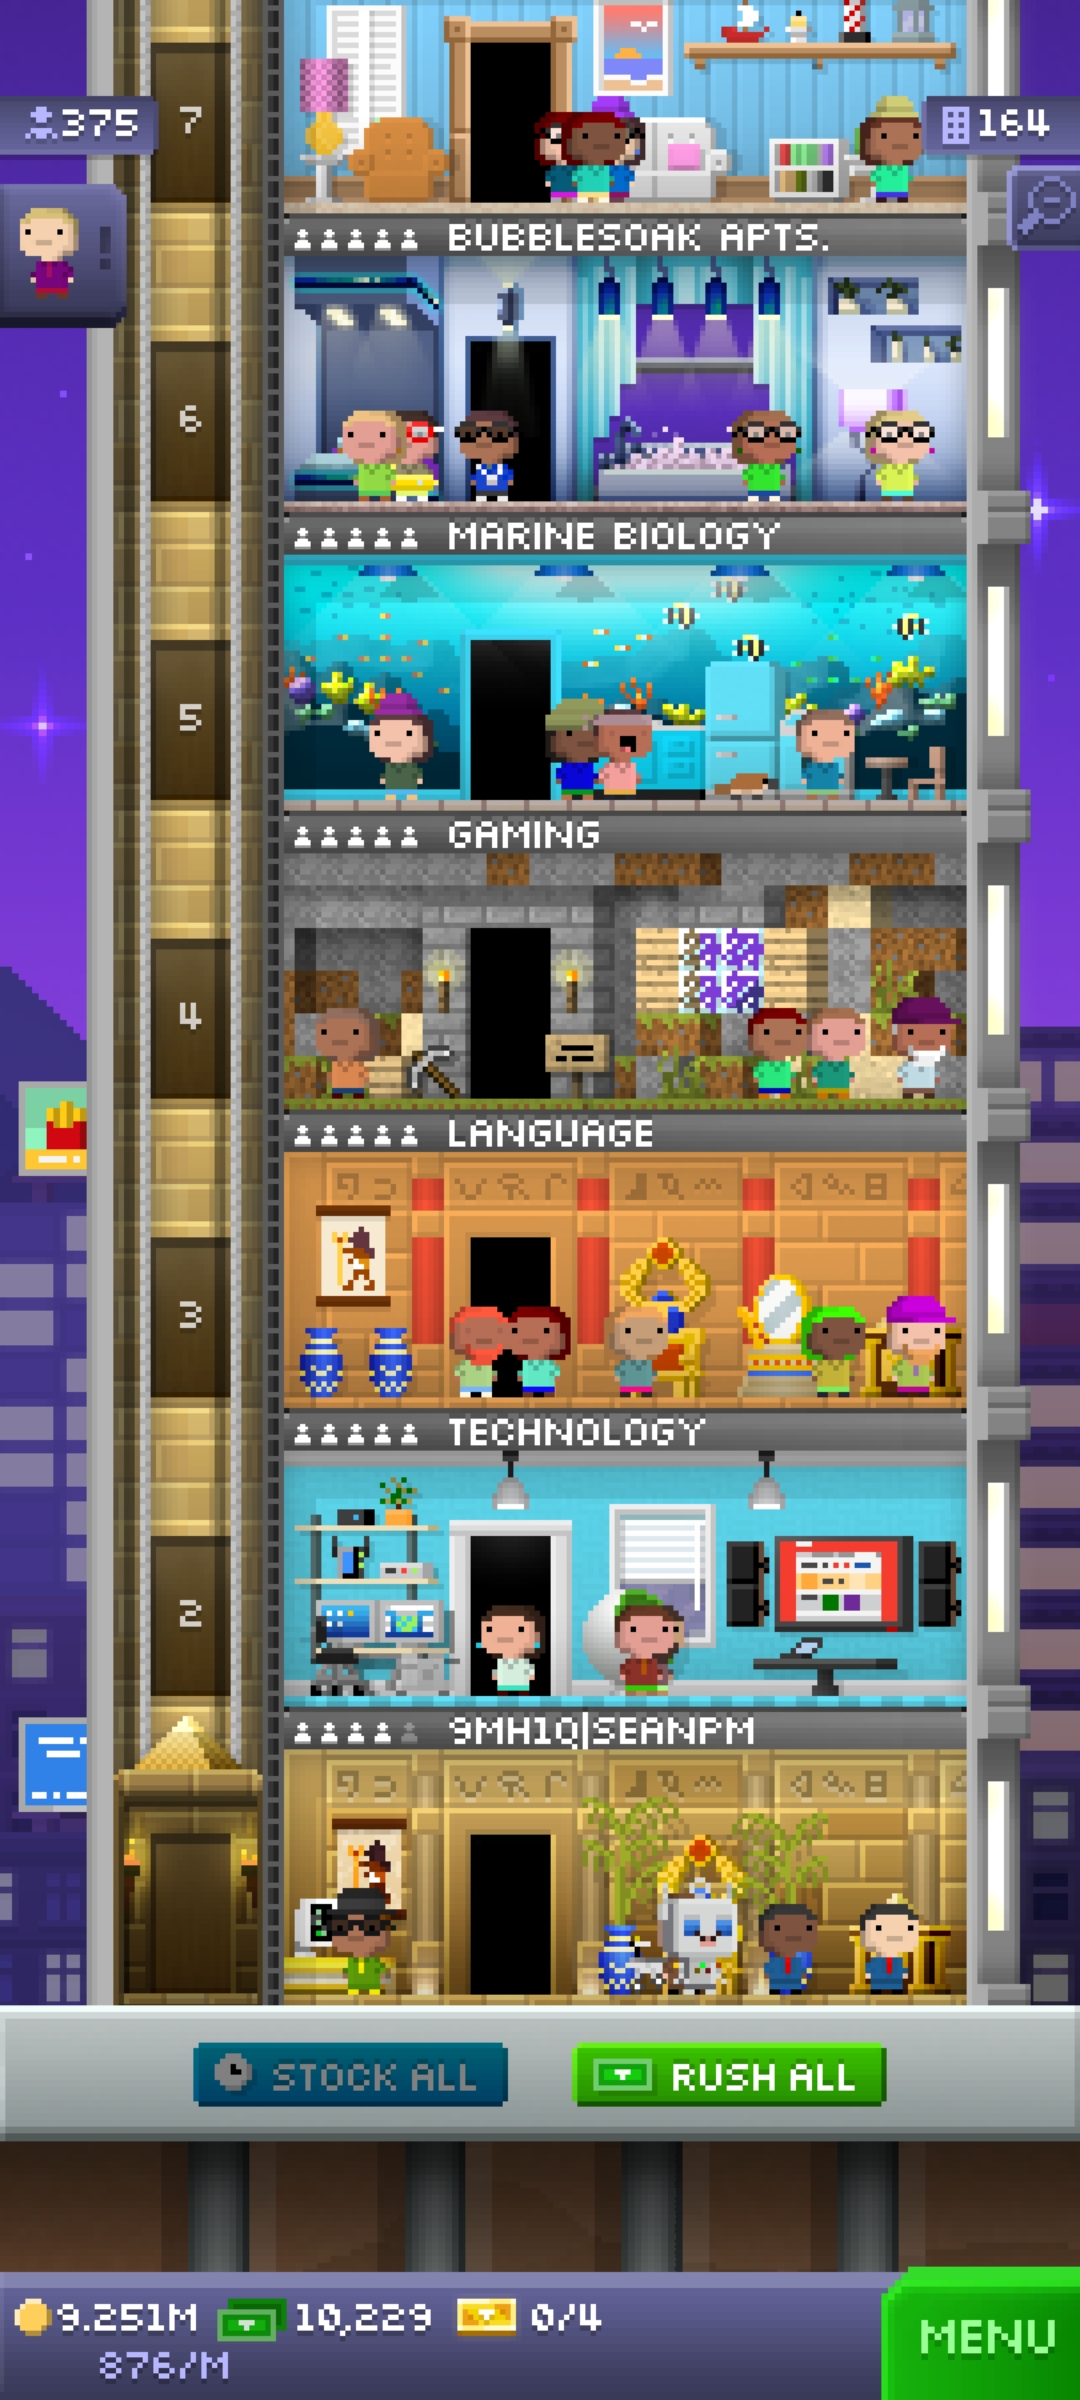 7
375
164
BUBBLESOAK APTS.
6
MARINE BIOLOGY
5
GAMING
4
LANGUAGE
3
TECHNOLOGY
2
9MH1Q|SEANPM
STOCK ALL
RUSH ALL
9.251M
10,229
0/4
876/M
MENU